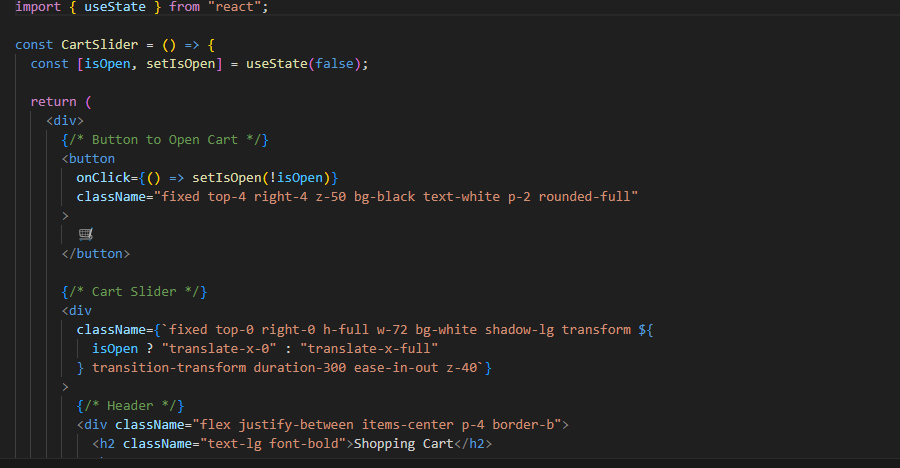 import { useState } from "react";
const CartSlider = () => {
const [isOpen, setIsOpen] = useState(false);
return (
<div>
{/* Button to Open Cart */}
<button
onClick={() => setIsOpen(!isOpen)}
className="fixed top-4 right-4 z-50 bg-black text-white p-2 rounded-full"
>
🛒
</button>
{/* Cart Slider */}
<div
className={`fixed top-0 right-0 h-full w-72 bg-white shadow-lg transform ${
isOpen ? "translate-x-0" : "translate-x-full"
} transition-transform duration-300 ease-in-out z-40`}
>
{/* Header */}
<div className="flex justify-between items-center p-4 border-b">
<h2 className="text-lg font-bold">Shopping Cart</h2>